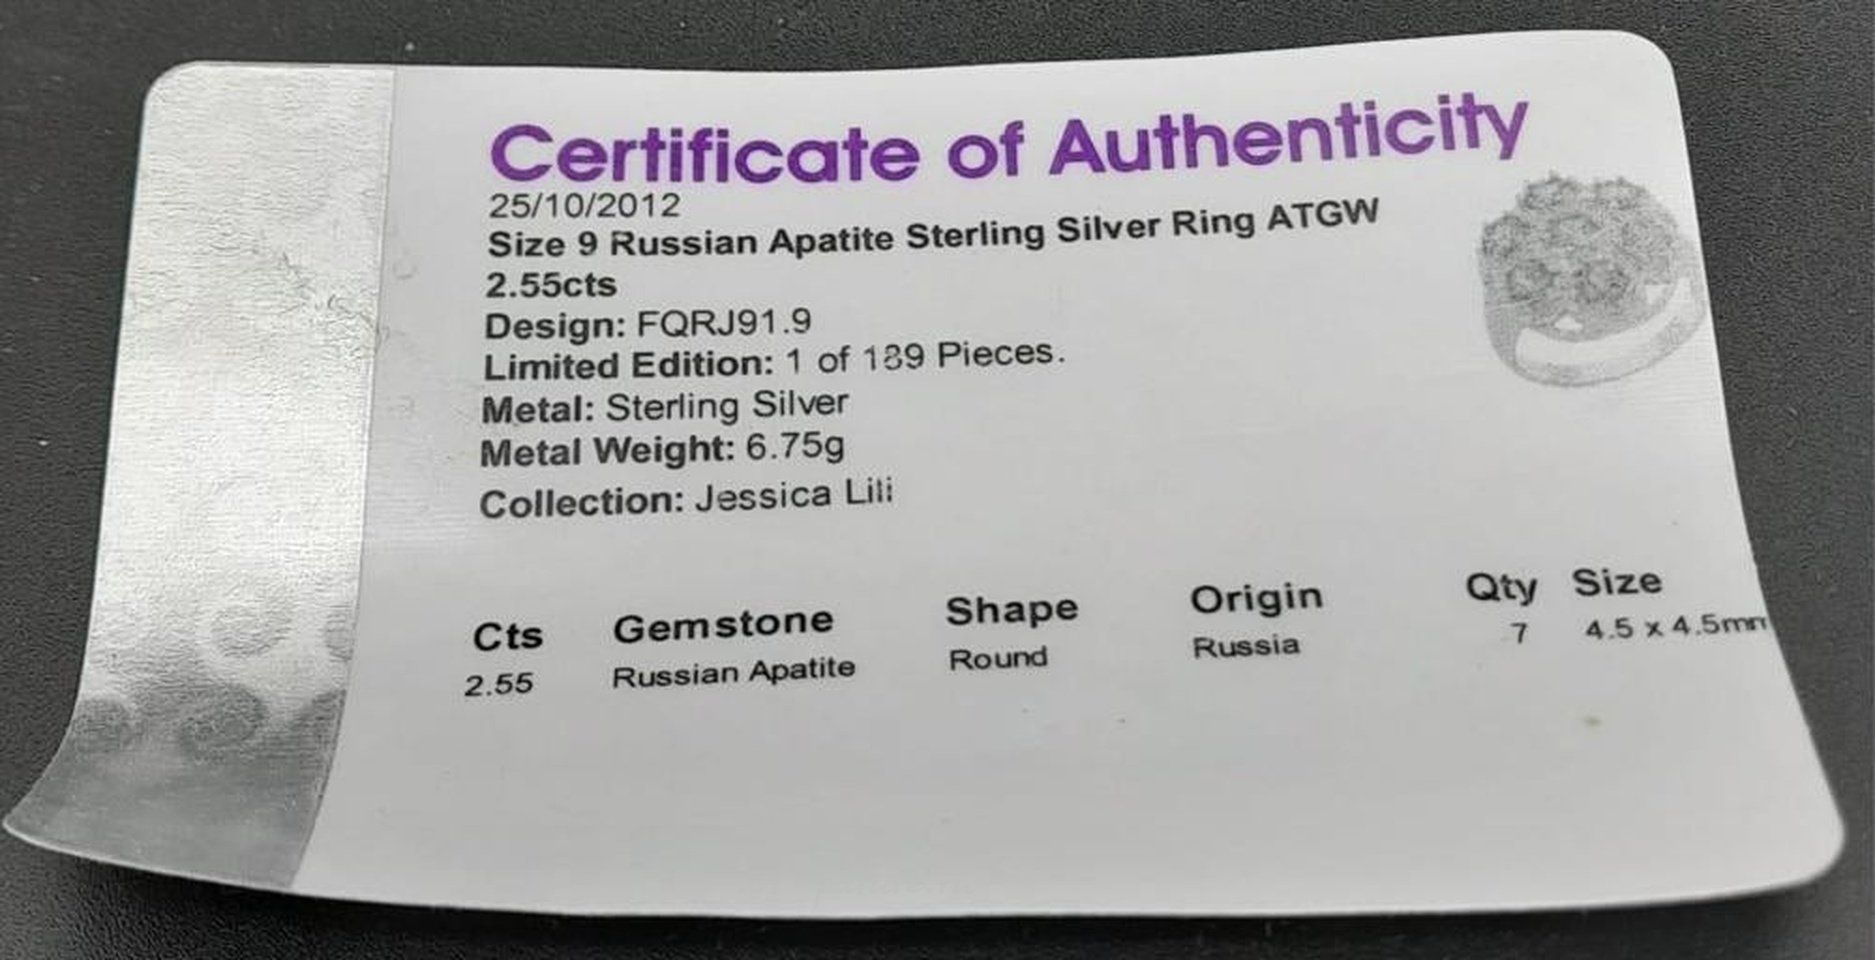 Certificate of Authenticity
25/10/2012
Size 9 Russian Apatite Sterling Silver Ring ATGW
2.55cts
Design: FQRJ91.9
Limited Edition: 1 of 189 Pieces.
Metal: Sterling Silver
Metal Weight: 6.75g
Collection: Jessica Lili
Cts Gemstone Shape Origin Qty Size
2.55 Russian Apatite Round Russia 7 4.5 x 4.5mm